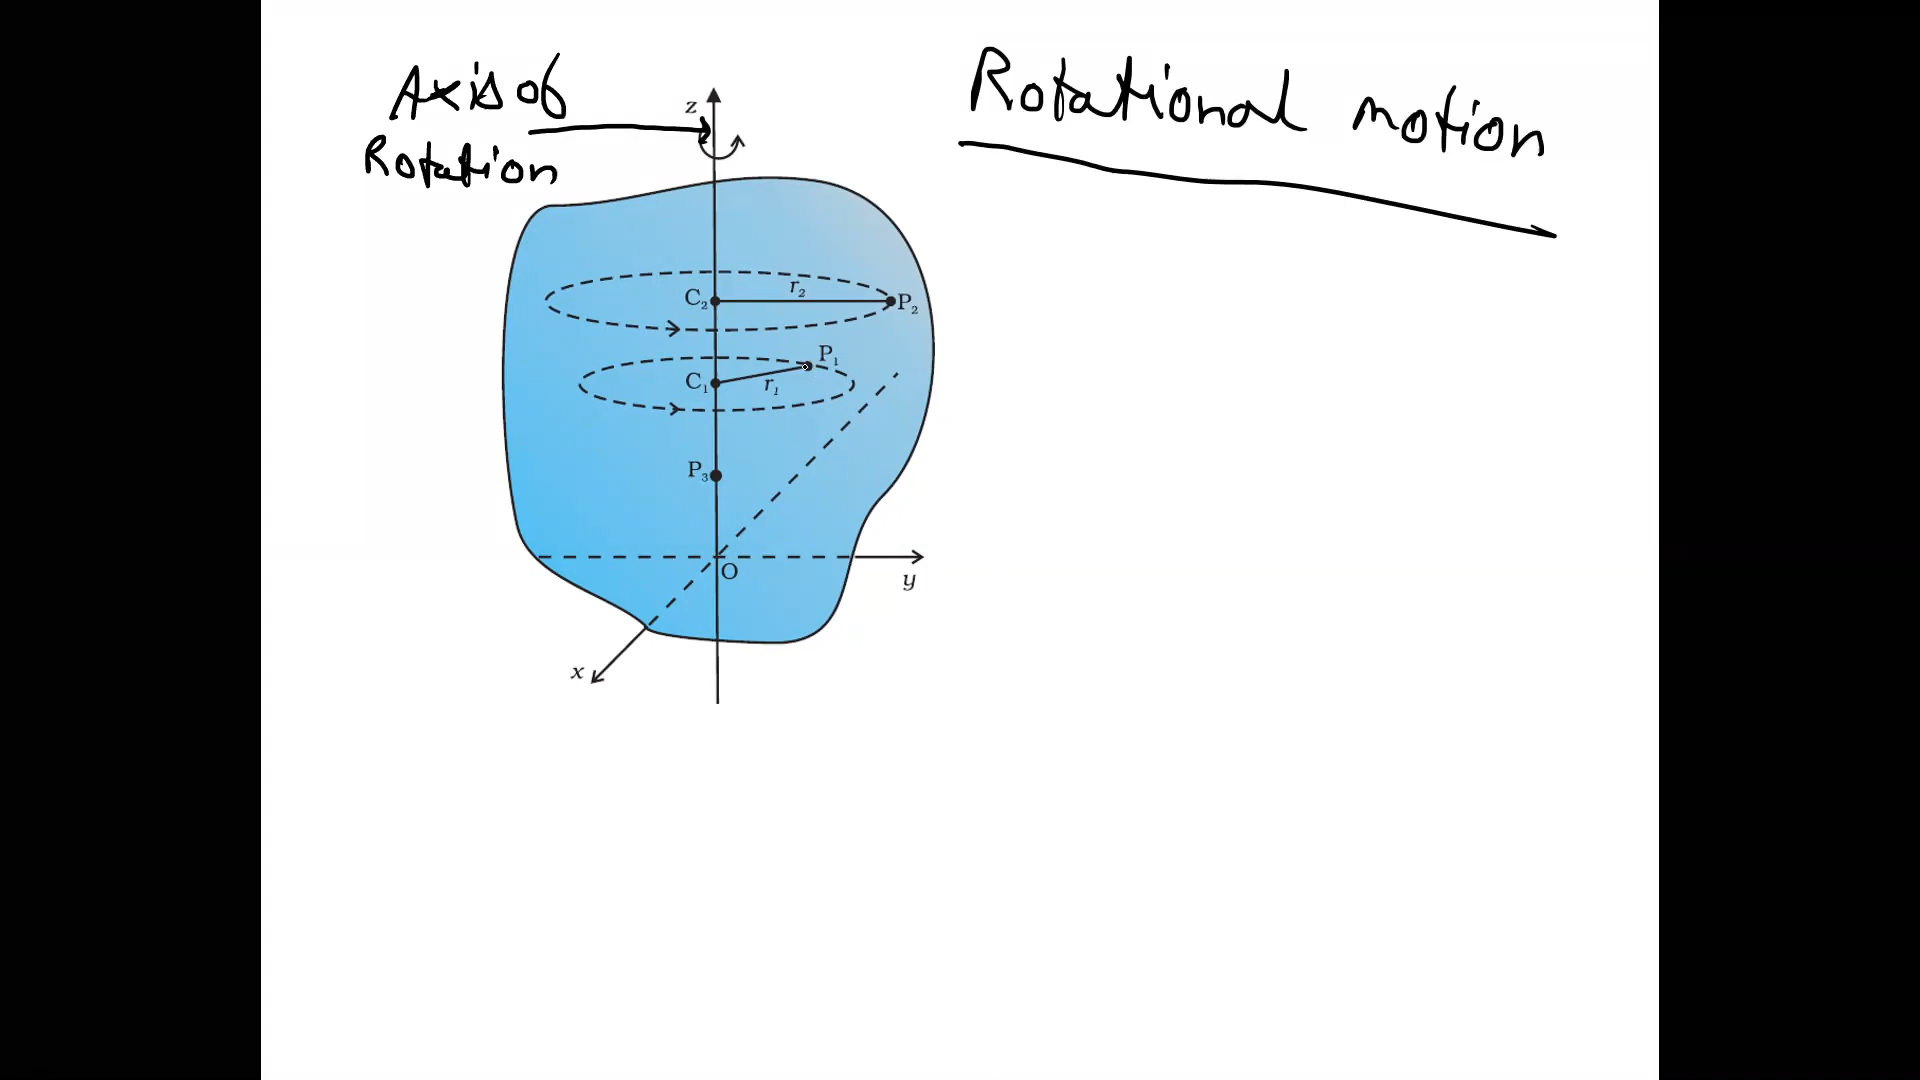 Axis of
Rotation
Rotational motion
z
C₂
r₂
P₂
P₁
C₁
r₁
P₃
O
y
x